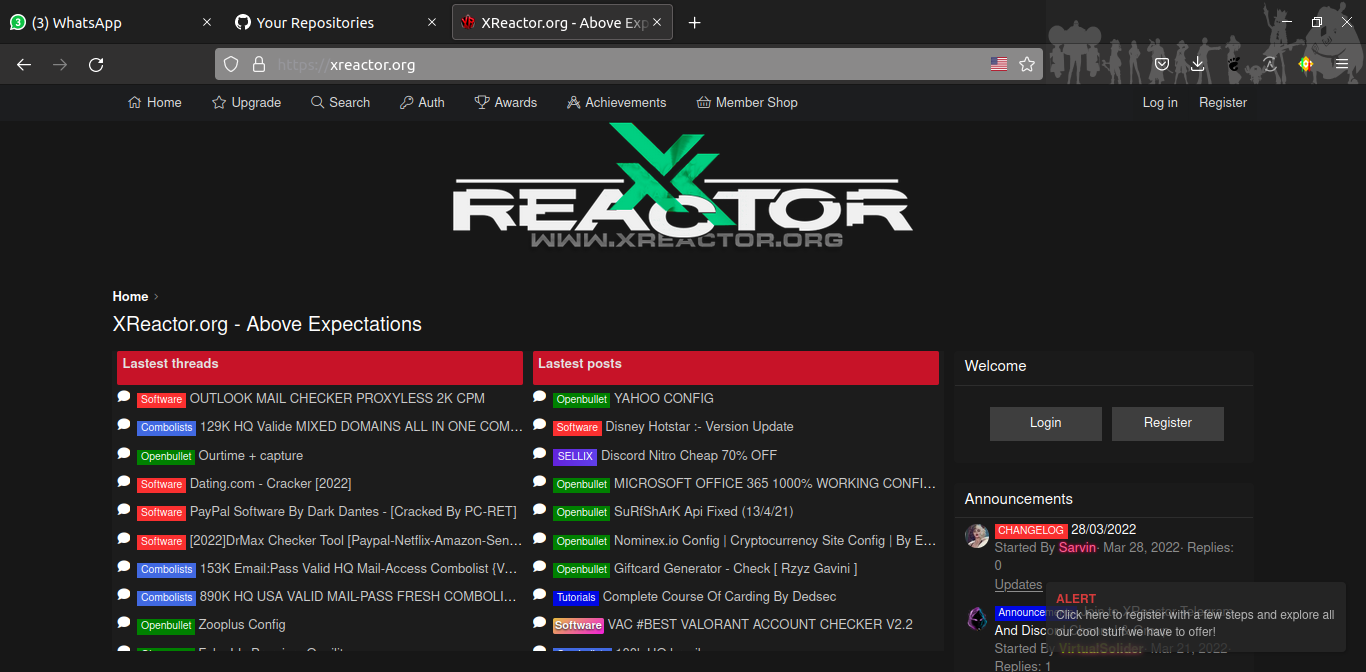 (3) WhatsApp
Your Repositories
XReactor.org - Above Exp
https://xreactor.org
Home Upgrade Search Auth Awards Achievements Member Shop Log in Register
REACTOR
WWW.XREACTOR.ORG
Home
XReactor.org - Above Expectations
Lastest threads
Software OUTLOOK MAIL CHECKER PROXYLESS 2K CPM
Combolists 129K HQ Valide MIXED DOMAINS ALL IN ONE COM...
Openbullet Ourtime + capture
Software Dating.com - Cracker [2022]
Software PayPal Software By Dark Dantes - [Cracked By PC-RET]
Software [2022]DrMax Checker Tool [Paypal-Netflix-Amazon-Sen...
Combolists 153K Email:Pass Valid HQ Mail-Access Combolist {V...
Combolists 890K HQ USA VALID MAIL-PASS FRESH COMBOLI...
Openbullet Zooplus Config
Lastest posts
Openbullet YAHOO CONFIG
Software Disney Hotstar :- Version Update
SELLIX Discord Nitro Cheap 70% OFF
Openbullet MICROSOFT OFFICE 365 1000% WORKING CONFI...
Openbullet SuRfShArK Api Fixed (13/4/21)
Openbullet Nominex.io Config | Cryptocurrency Site Config | By E...
Openbullet Giftcard Generator - Check [ Rzyz Gavini ]
Tutorials Complete Course Of Carding By Dedsec
Software VAC #BEST VALORANT ACCOUNT CHECKER V2.2
Welcome
Login Register
Announcements
CHANGELOG 28/03/2022
Started By Sarvin· Mar 28, 2022· Replies:
0
Updates
Announceme
And Disco
Started By VirtualSolider· Mar 21, 2022·
Replies: 1
ALERT
Click here to register with a few steps and explore all
our cool stuff we have to offer!